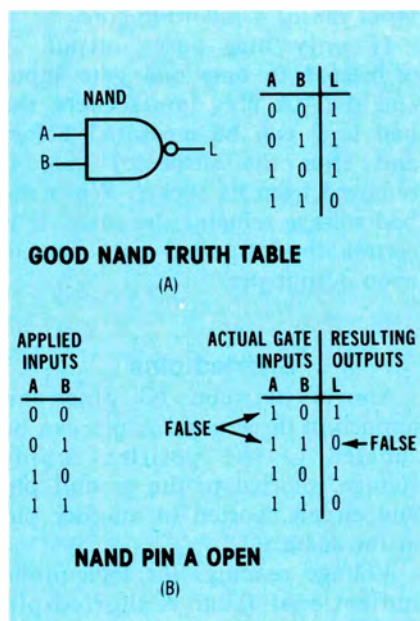 NAND
A
B
L
A B L
0 0 1
0 1 1
1 0 1
1 1 0
GOOD NAND TRUTH TABLE
(A)
APPLIED INPUTS
A B
0 0
0 1
1 0
1 1
ACTUAL GATE INPUTS
RESULTING OUTPUTS
A B L
1 0 1
FALSE
1 1 0
FALSE
1 0 1
1 1 0
NAND PIN A OPEN
(B)